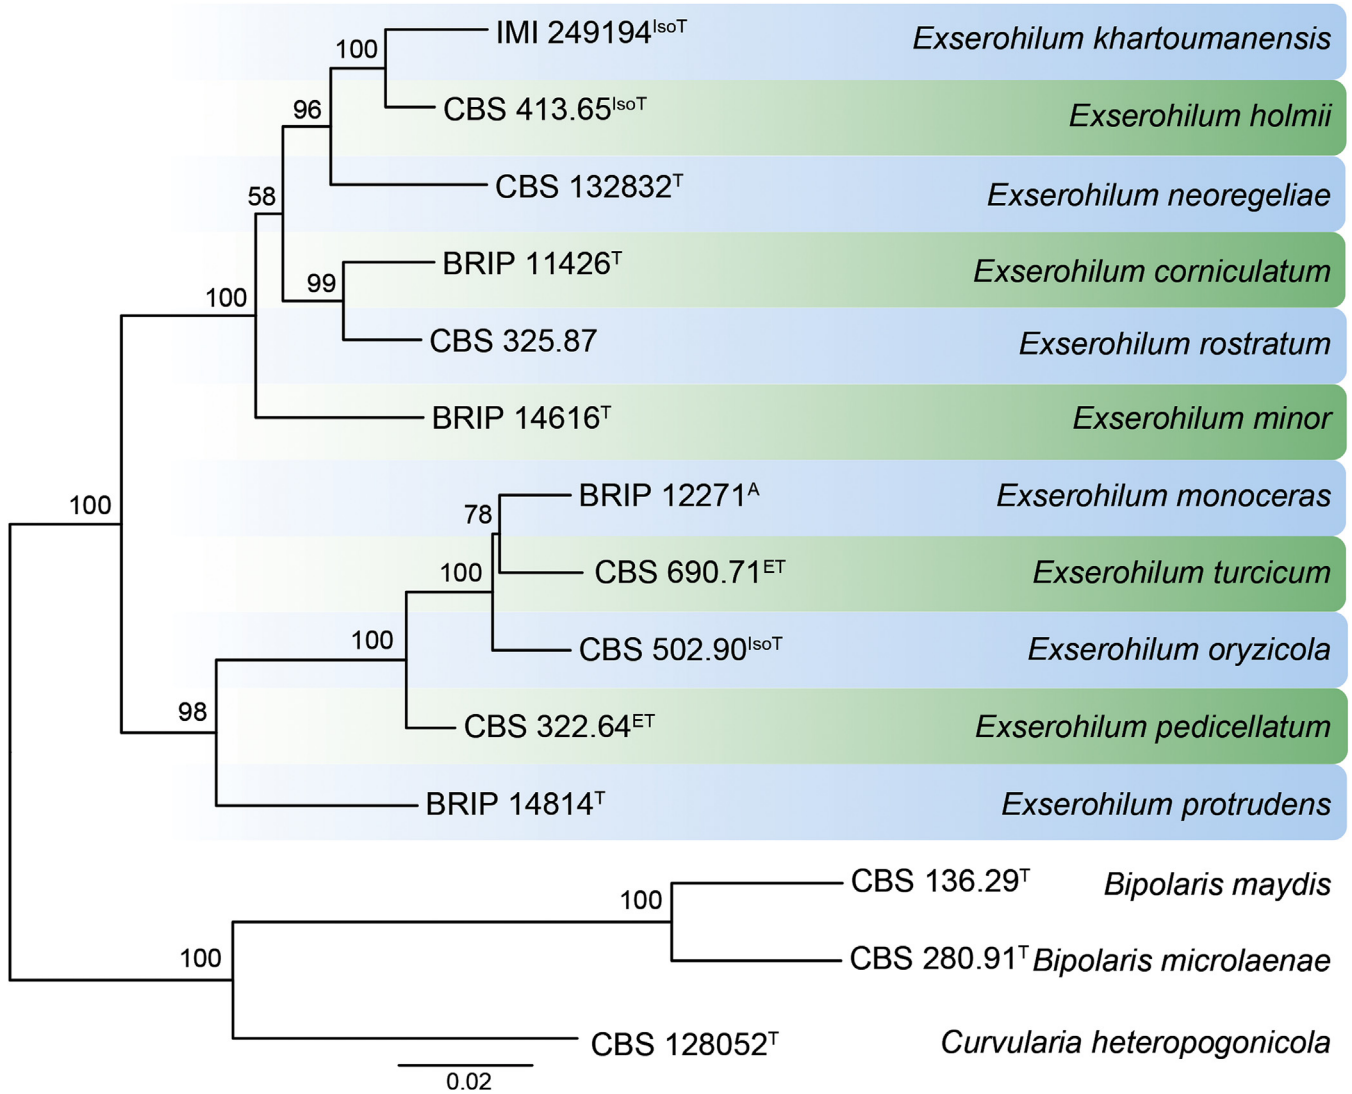 IMI 249194IsoT Exserohilum khartoumanensis
100
CBS 413.65IsoT Exserohilum holmii
96
CBS 132832T Exserohilum neoregeliae
58
BRIP 11426T Exserohilum corniculatum
99
100
CBS 325.87 Exserohilum rostratum
BRIP 14616T Exserohilum minor
BRIP 12271A Exserohilum monoceras
100
78
CBS 690.71ET Exserohilum turcicum
100
100
CBS 502.90IsoT Exserohilum oryzicola
98
CBS 322.64ET Exserohilum pedicellatum
BRIP 14814T Exserohilum protrudens
CBS 136.29T Bipolaris maydis
100
100
CBS 280.91T Bipolaris microlaenae
CBS 128052T Curvularia heteropogonicola
0.02